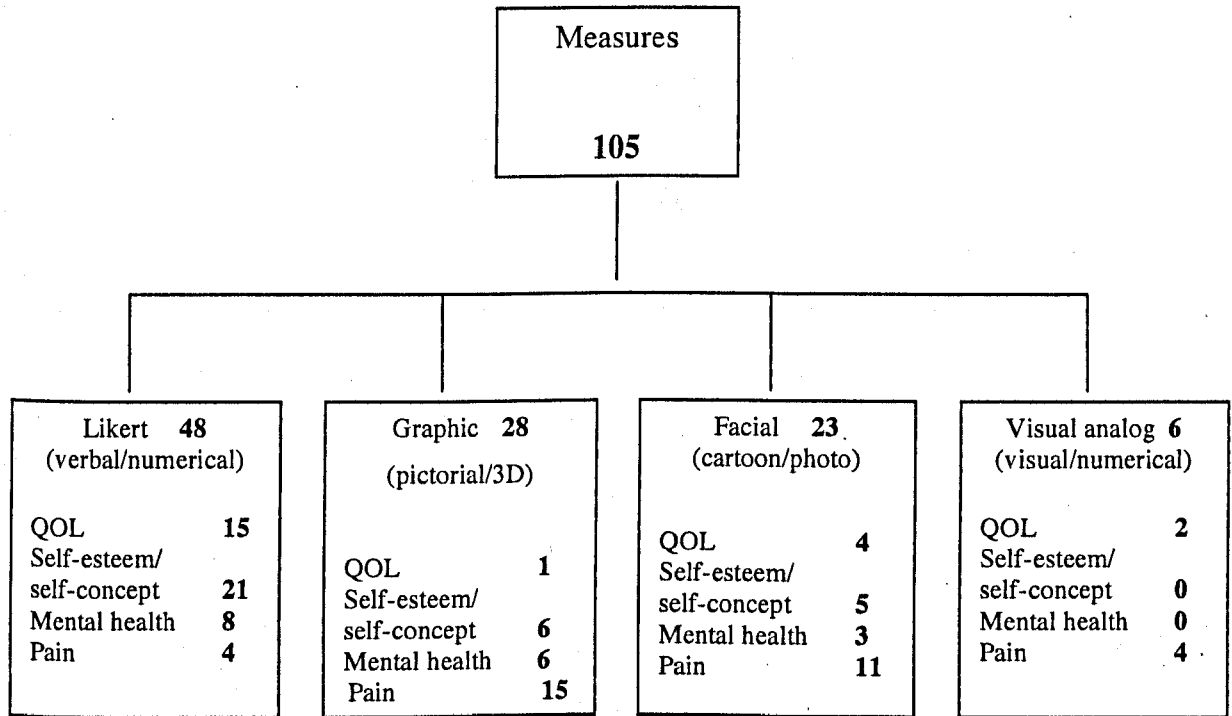 Measures
105
Likert 48
(verbal/numerical)
QOL 15
Self-esteem/
self-concept 21
Mental health 8
Pain 4
Graphic 28
(pictorial/3D)
QOL 1
Self-esteem/
self-concept 6
Mental health 6
Pain 15
Facial 23
(cartoon/photo)
QOL 4
Self-esteem/
self-concept 5
Mental health 3
Pain 11
Visual analog 6
(visual/numerical)
QOL 2
Self-esteem/
self-concept 0
Mental health 0
Pain 4